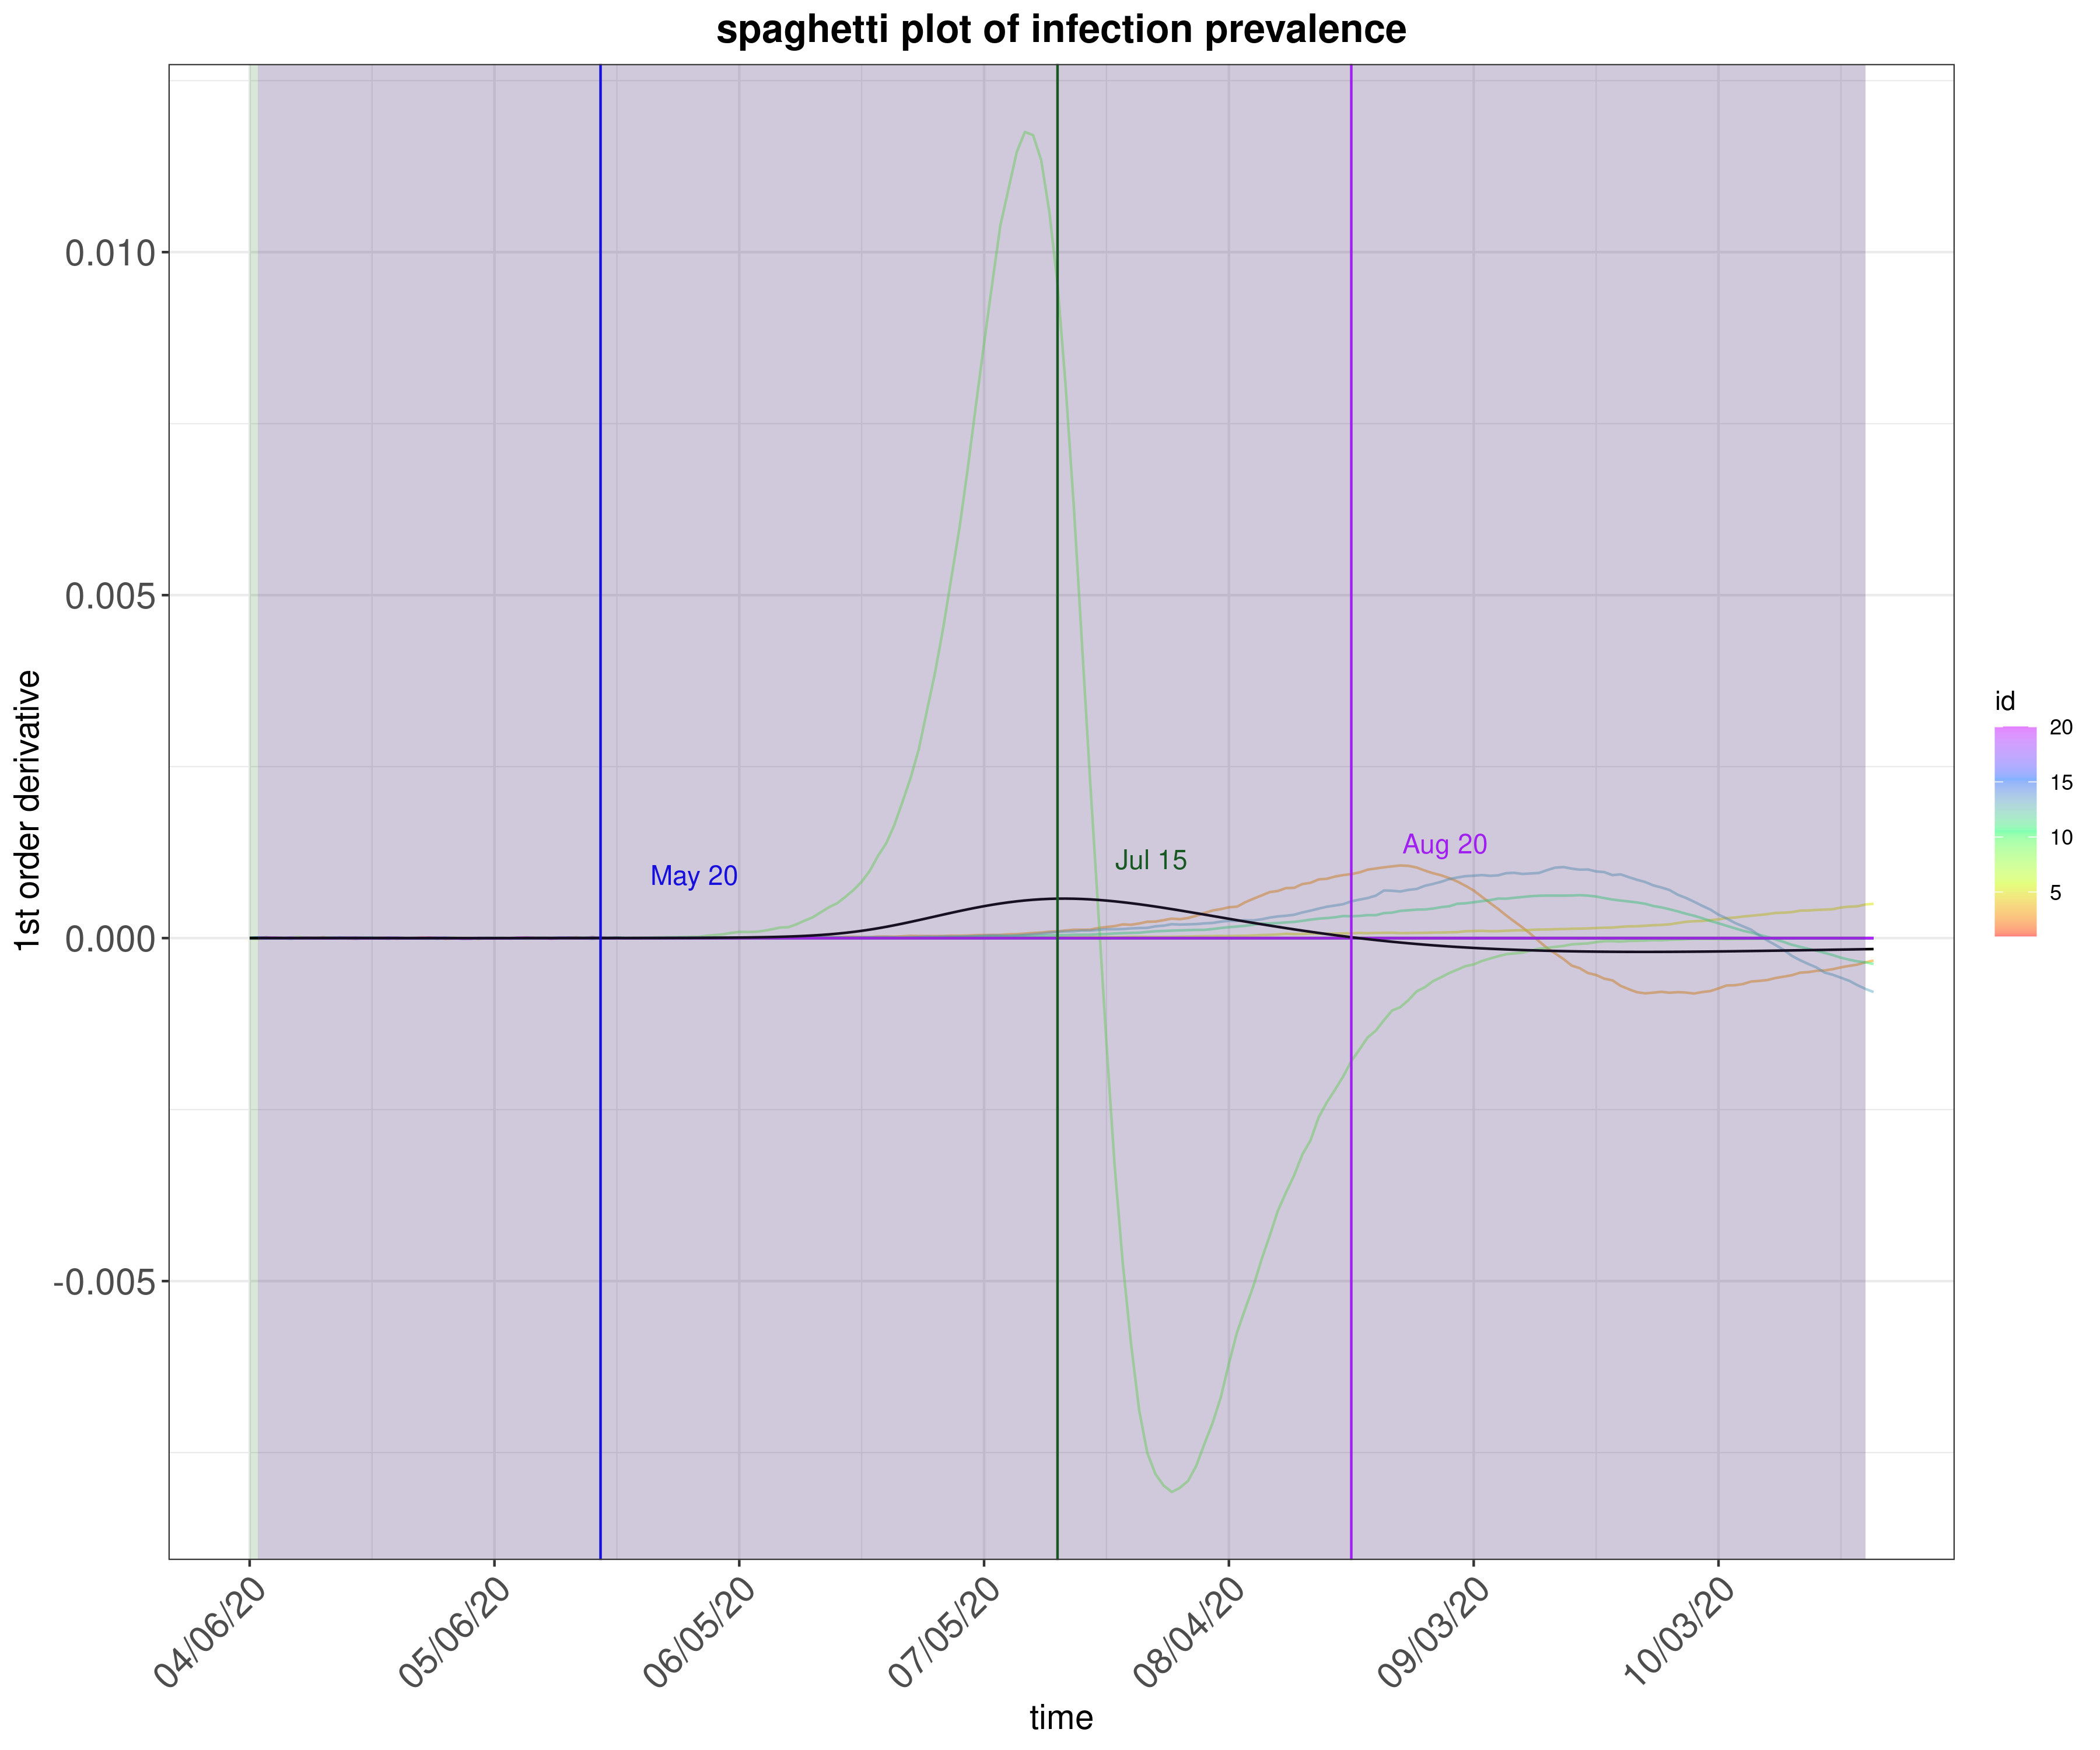 spaghetti plot of infection prevalence
1st order derivative
0.010
0.005
0.000
-0.005
May 20
Jul 15
Aug 20
04/06/20
05/06/20
06/05/20
07/05/20
08/04/20
09/03/20
10/03/20
time
id
20
15
10
5